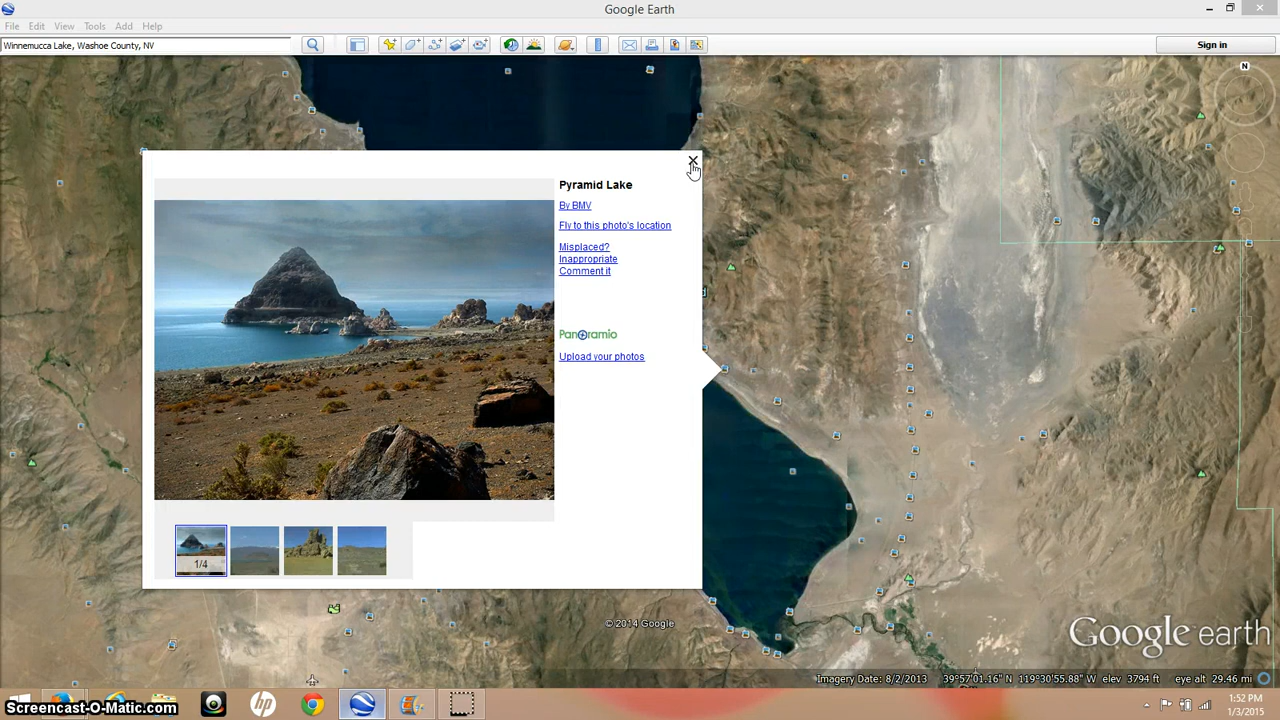 Google Earth
File Edit View Tools Add Help
Winnemucca Lake, Washoe County, NV
Sign in
N
Pyramid Lake
By BMV
Fly to this photo's location
Misplaced?
Inappropriate
Comment it
Panoramio
Upload your photos
1/4
© 2014 Google
Google earth
Imagery Date: 8/2/2013 39°57'01.16" N 119°30'55.88" W elev 3794 ft eye alt 29.46 mi
hp
1:52 PM
1/3/2015
Screencast-O-Matic.com